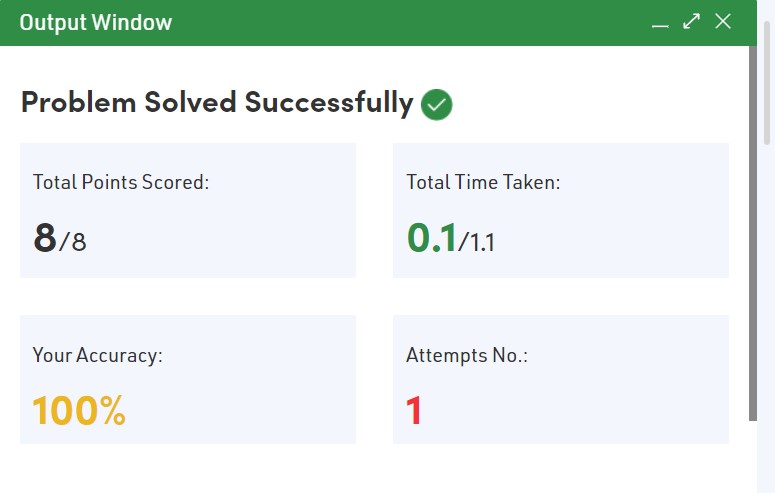 Output Window
Problem Solved Successfully
Total Points Scored:
8/8
Total Time Taken:
0.1/1.1
Your Accuracy:
100%
Attempts No.:
1